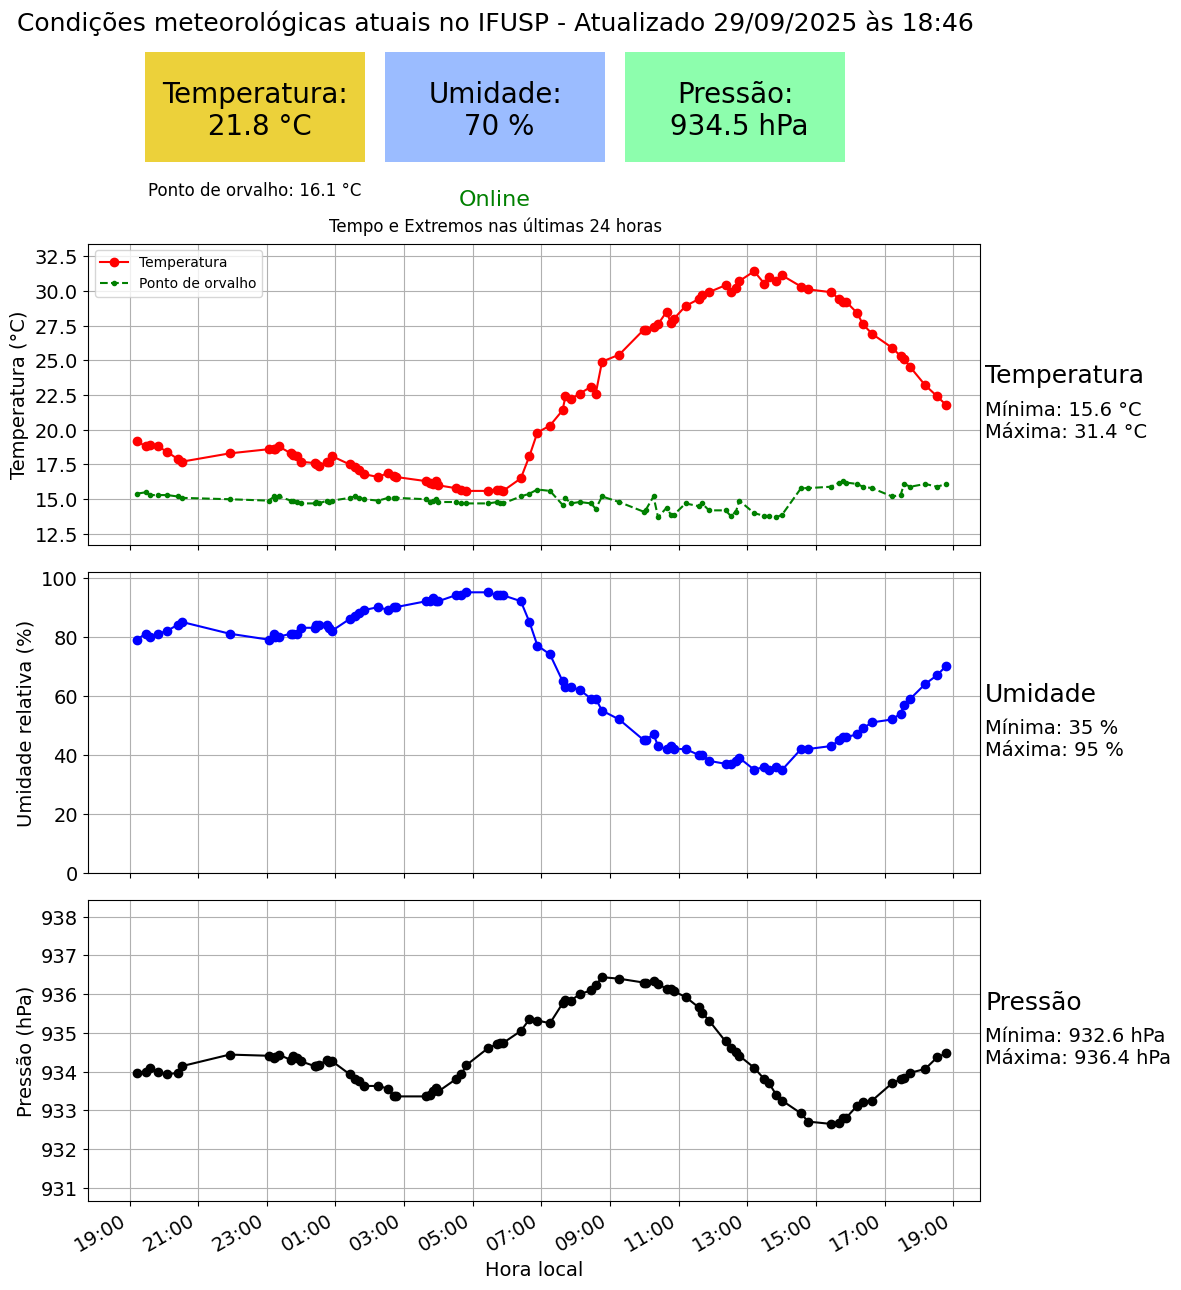 Condições meteorológicas atuais no IFUSP - Atualizado 29/09/2025 às 18:46
Temperatura:
21.8 °C
Umidade:
70 %
Pressão:
934.5 hPa
Ponto de orvalho: 16.1 °C
Online
Tempo e Extremos nas últimas 24 horas
Temperatura
Ponto de orvalho
Temperatura (°C)
32.5
30.0
27.5
25.0
22.5
20.0
17.5
15.0
12.5
Temperatura
Mínima: 15.6 °C
Máxima: 31.4 °C
Umidade relativa (%)
100
80
60
40
20
0
Umidade
Mínima: 35 %
Máxima: 95 %
Pressão (hPa)
938
937
936
935
934
933
932
931
Pressão
Mínima: 932.6 hPa
Máxima: 936.4 hPa
19:00
21:00
23:00
01:00
03:00
05:00
07:00
09:00
11:00
13:00
15:00
17:00
19:00
Hora local